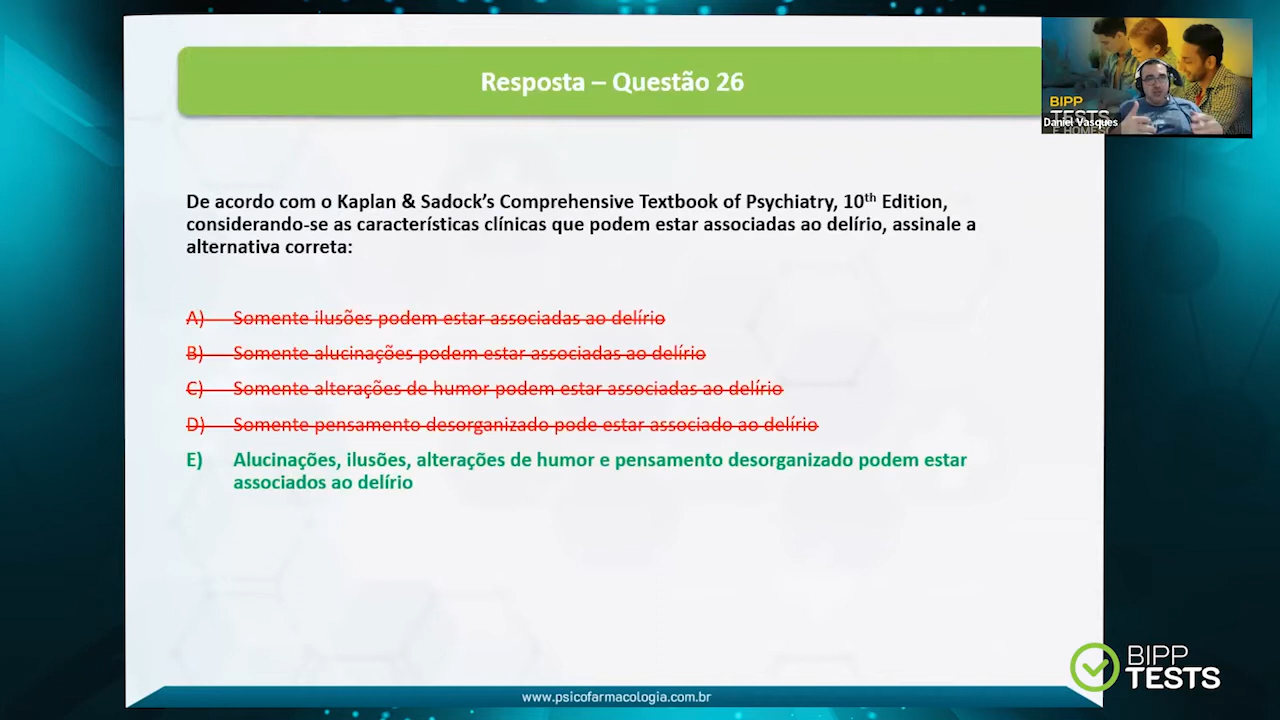 Resposta – Questão 26
BIPP
TESTS
Daniel Vasques
De acordo com o Kaplan & Sadock's Comprehensive Textbook of Psychiatry, 10th Edition,
considerando-se as características clínicas que podem estar associadas ao delírio, assinale a
alternativa correta:
A) Somente ilusões podem estar associadas ao delírio
B) Somente alucinações podem estar associadas ao delírio
C) Somente alterações de humor podem estar associadas ao delírio
D) Somente pensamento desorganizado pode estar associado ao delírio
E) Alucinações, ilusões, alterações de humor e pensamento desorganizado podem estar
associados ao delírio
BIPP
TESTS
www.psicofarmacologia.com.br